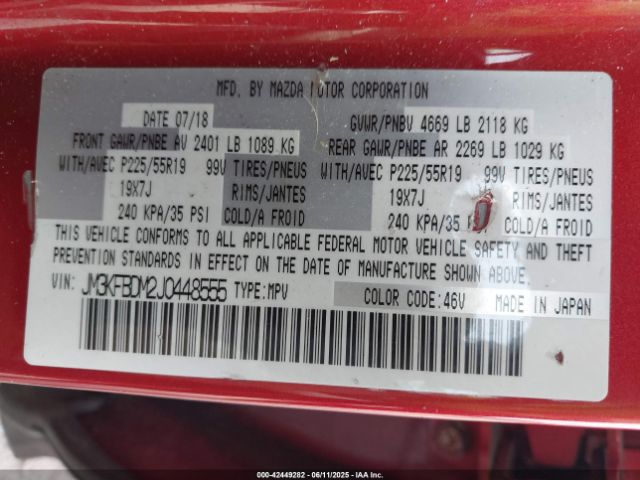 MFD. BY MAZDA MOTOR CORPORATION
DATE 07/18 GVWR/PNBV 4669 LB 2118 KG
FRONT GAWR/PNBE AV 2401 LB 1089 KG REAR GAWR/PNBE AR 2269 LB 1029 KG
WITH/AVEC P225/55R19 99V TIRES/PNEUS WITH/AVEC P225/55R19 99V TIRES/PNEUS
19X7J RIMS/JANTES 19X7J RIMS/JANTES
240 KPA/35 PSI COLD/A FROID 240 KPA/35 COLD/A FROID
THIS VEHICLE CONFORMS TO ALL APPLICABLE FEDERAL MOTOR VEHICLE SAFETY AND THEFT
PREVENTION STANDARDS IN EFFECT ON THE DATE OF MANUFACTURE SHOWN ABOVE.
VIN: JM3KFBDM2J0448555 TYPE:MPV COLOR CODE:46V MADE IN JAPAN
000-42449282 - 06/11/2025 - IAAI.COM